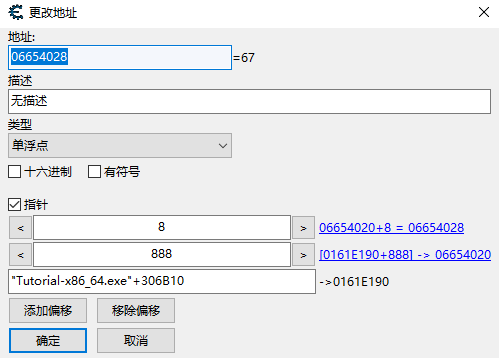 更改地址
地址:
06654028 =67
描述
无描述
类型
单浮点
十六进制 有符号
指针
< 8 > 06654020+8 = 06654028
< 888 > [0161E190+888] -> 06654020
"Tutorial-x86_64.exe"+306B10 ->0161E190
添加偏移 移除偏移
确定 取消